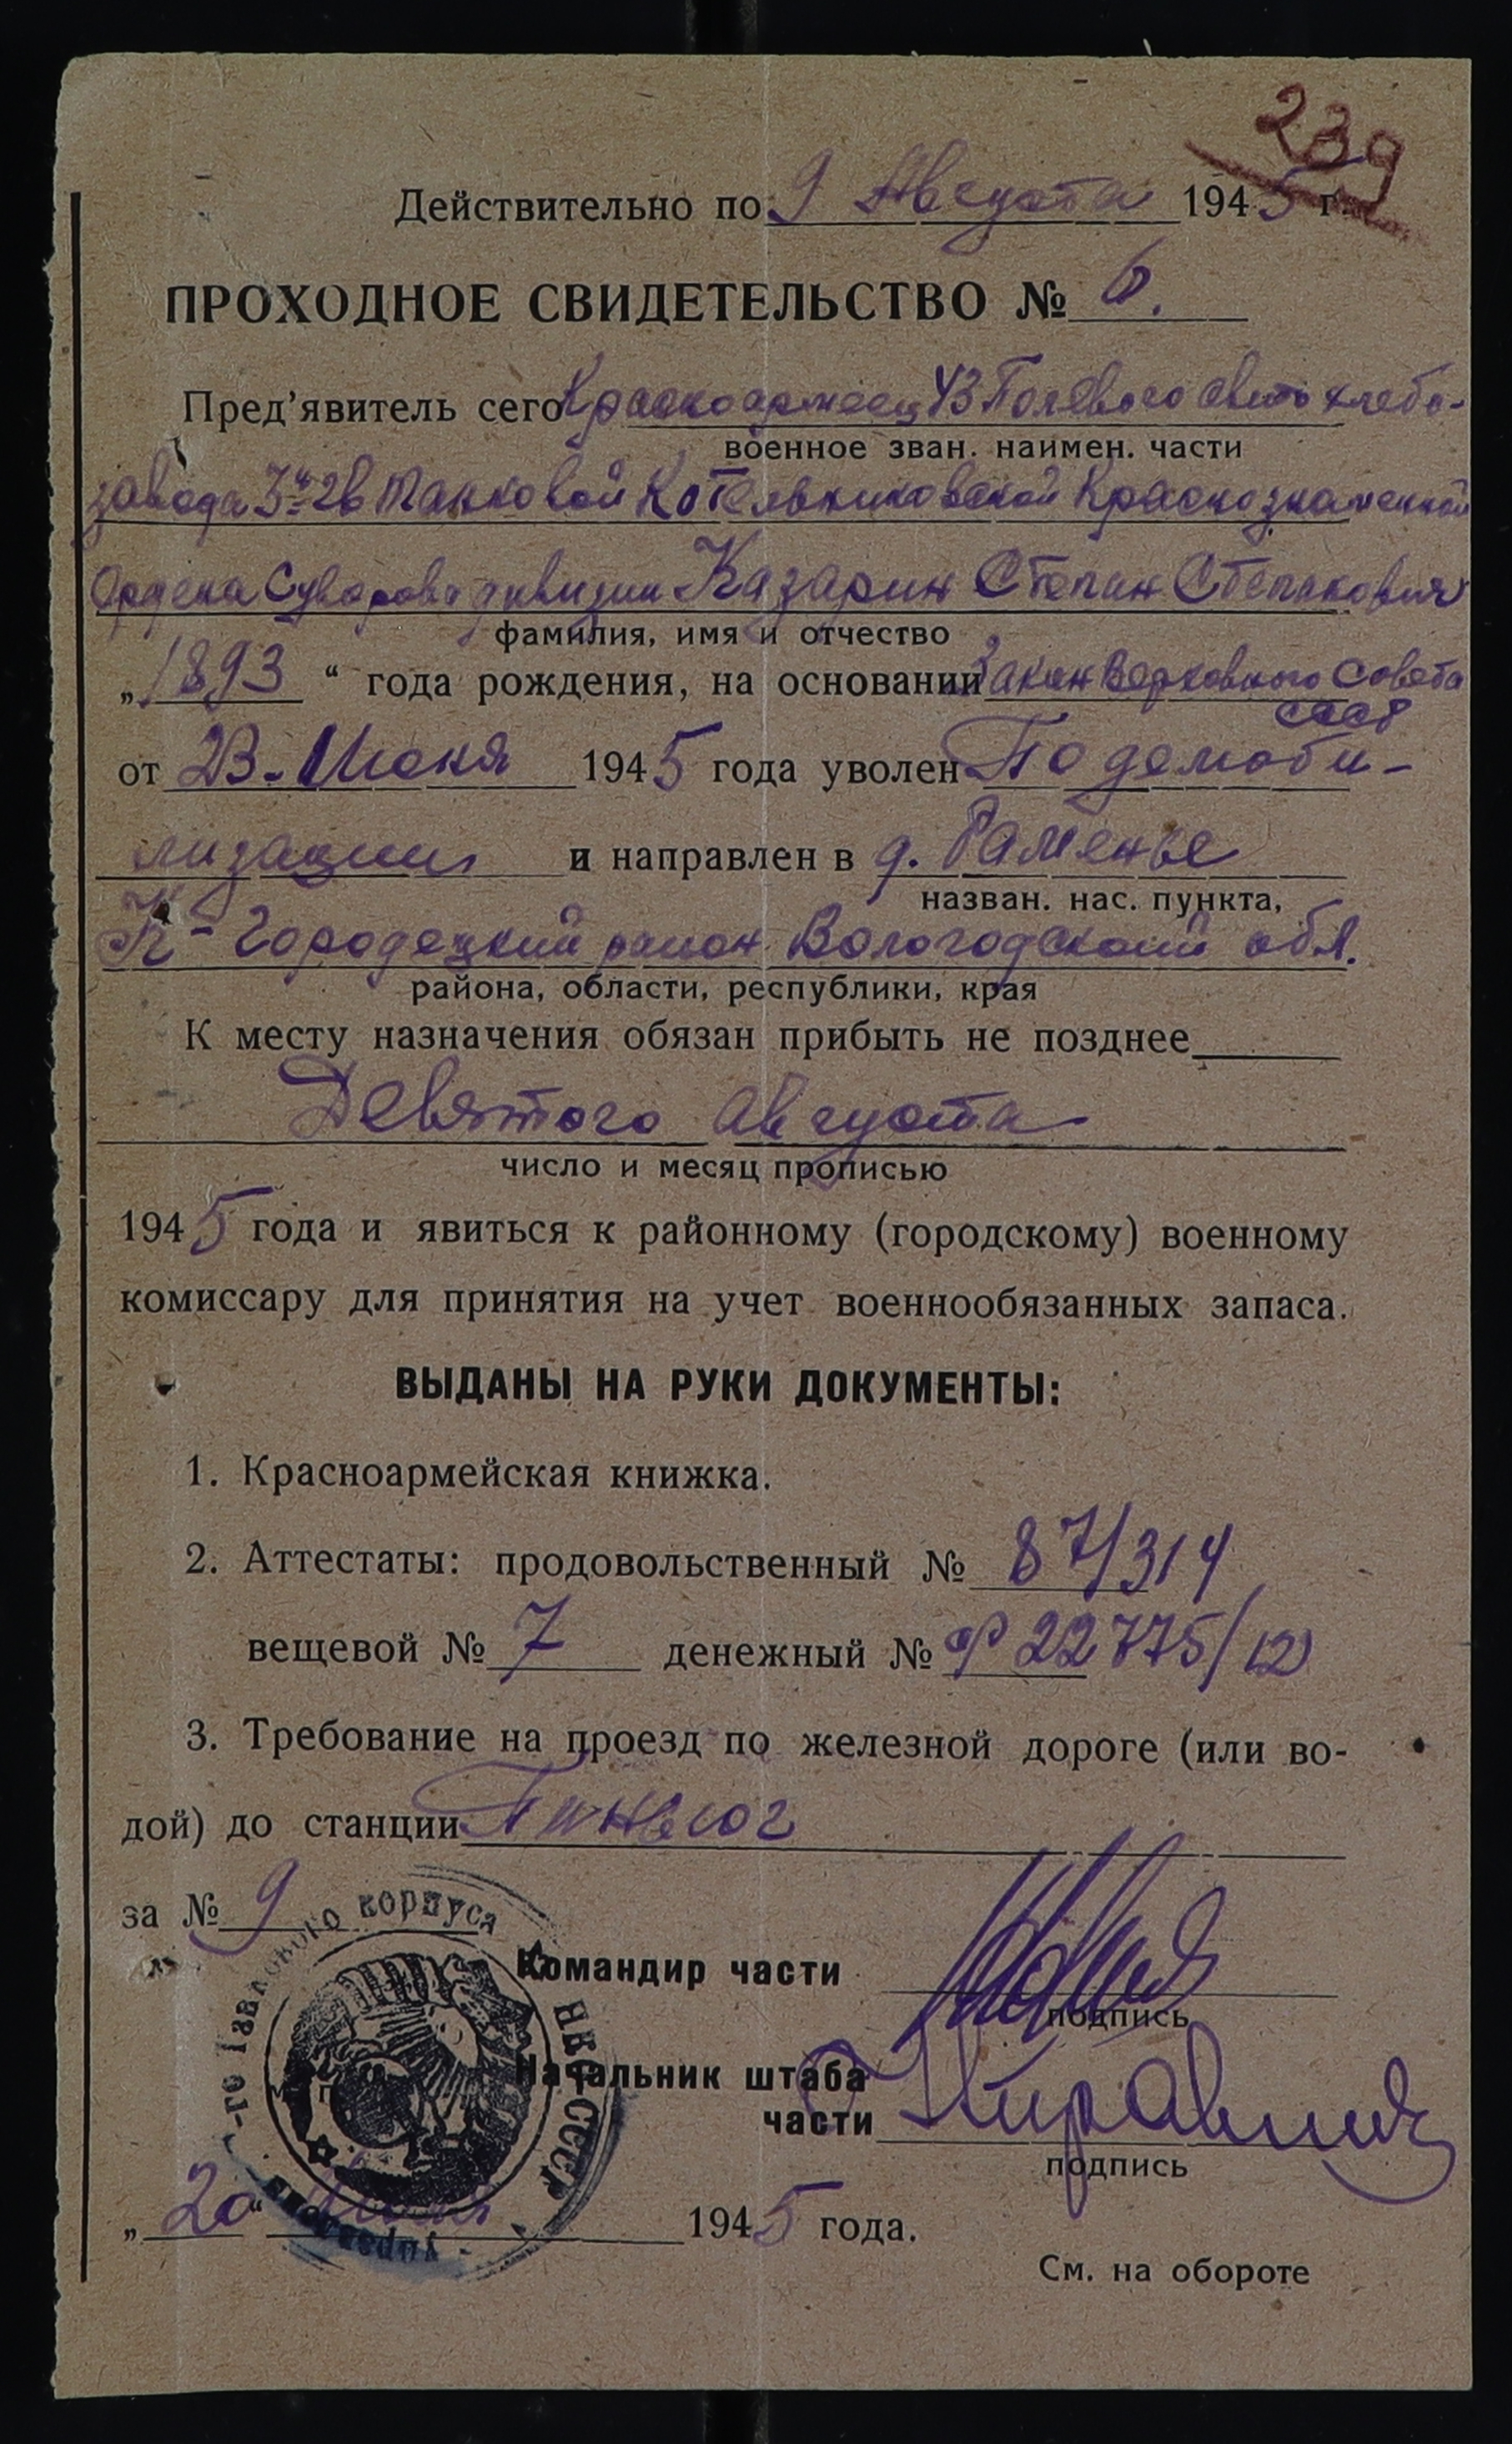 239
Действительно по 9 Августа 1945 г.
ПРОХОДНОЕ СВИДЕТЕЛЬСТВО № 6.
Пред'явитель сего Красноармеец 43 Полевого хлебо-
военное зван. наимен. части
завода 3й Гв Танковой Котельниковской Краснознаменной
Ордена Суворова дивизии Казарин Степан Степанович
фамилия, имя и отчество
„1893“ года рождения, на основании Закон Верховного Совета
СССР
от 23. Июня 1945 года уволен По демоби-
лизации и направлен в д. Раменье
назван. нас. пункта,
К-Городецкий район Вологодской обл.
района, области, республики, края
К месту назначения обязан прибыть не позднее
Девятого августа
число и месяц прописью
1945 года и явиться к районному (городскому) военному
комиссару для принятия на учет военнообязанных запаса.
ВЫДАНЫ НА РУКИ ДОКУМЕНТЫ:
1. Красноармейская книжка.
2. Аттестаты: продовольственный № 87/314
вещевой № 7 денежный № 22775/12
3. Требование на проезд по железной дороге (или во-
дой) до станции Пинюг
за № 9
корпуса
НКО СССР
Командир части
подпись
Начальник штаба
части
подпись
„20“ 1945 года.
См. на обороте